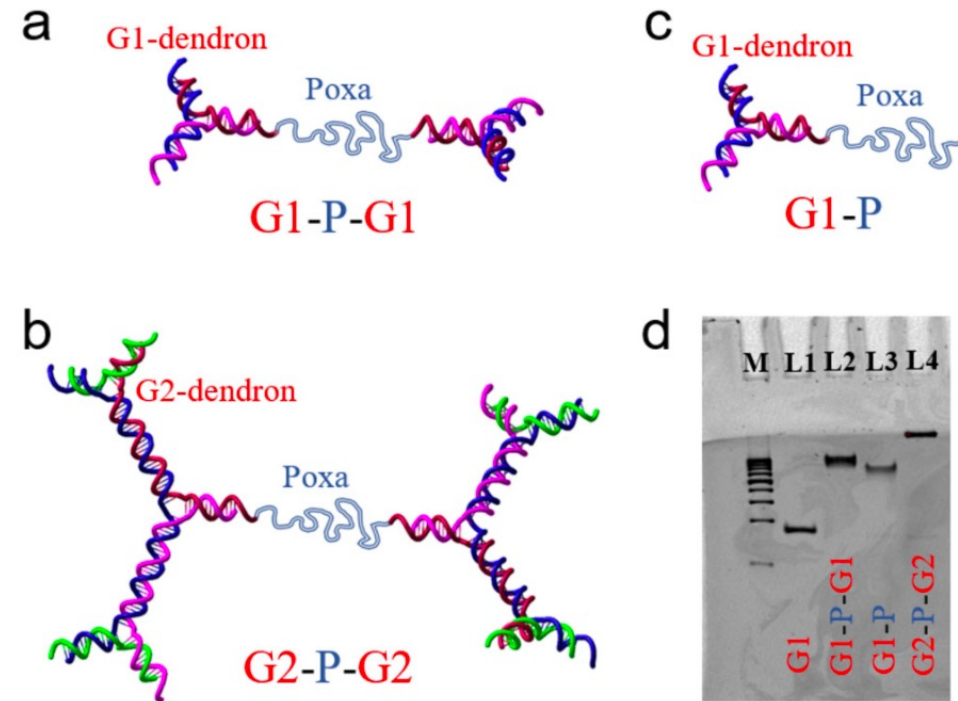 a
G1-dendron
Poxa
G1-P-G1
c
G1-dendron
Poxa
G1-P
b
G2-dendron
Poxa
G2-P-G2
d
M L1 L2 L3 L4
G1
G1-P-G1
G1-P
G2-P-G2